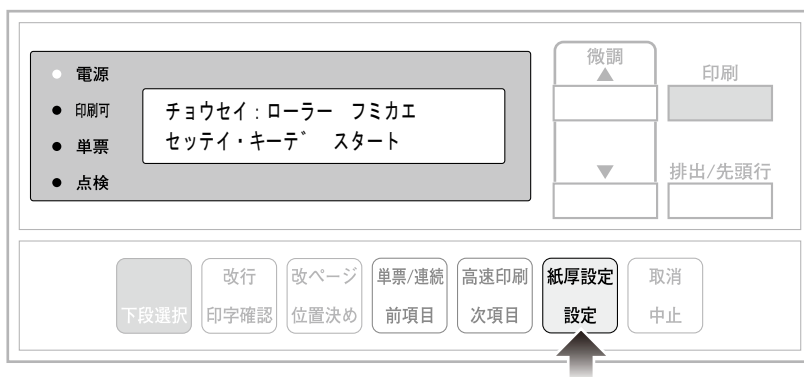 電源
印刷可
単票
点検
チョウセイ：ローラー　フミカエ
セッテイ・キーデ゛　スタート
微調
▲
▼
印刷
排出/先頭行
下段選択
改行
印字確認
改ページ
位置決め
単票/連続
前項目
高速印刷
次項目
紙厚設定
設定
取消
中止